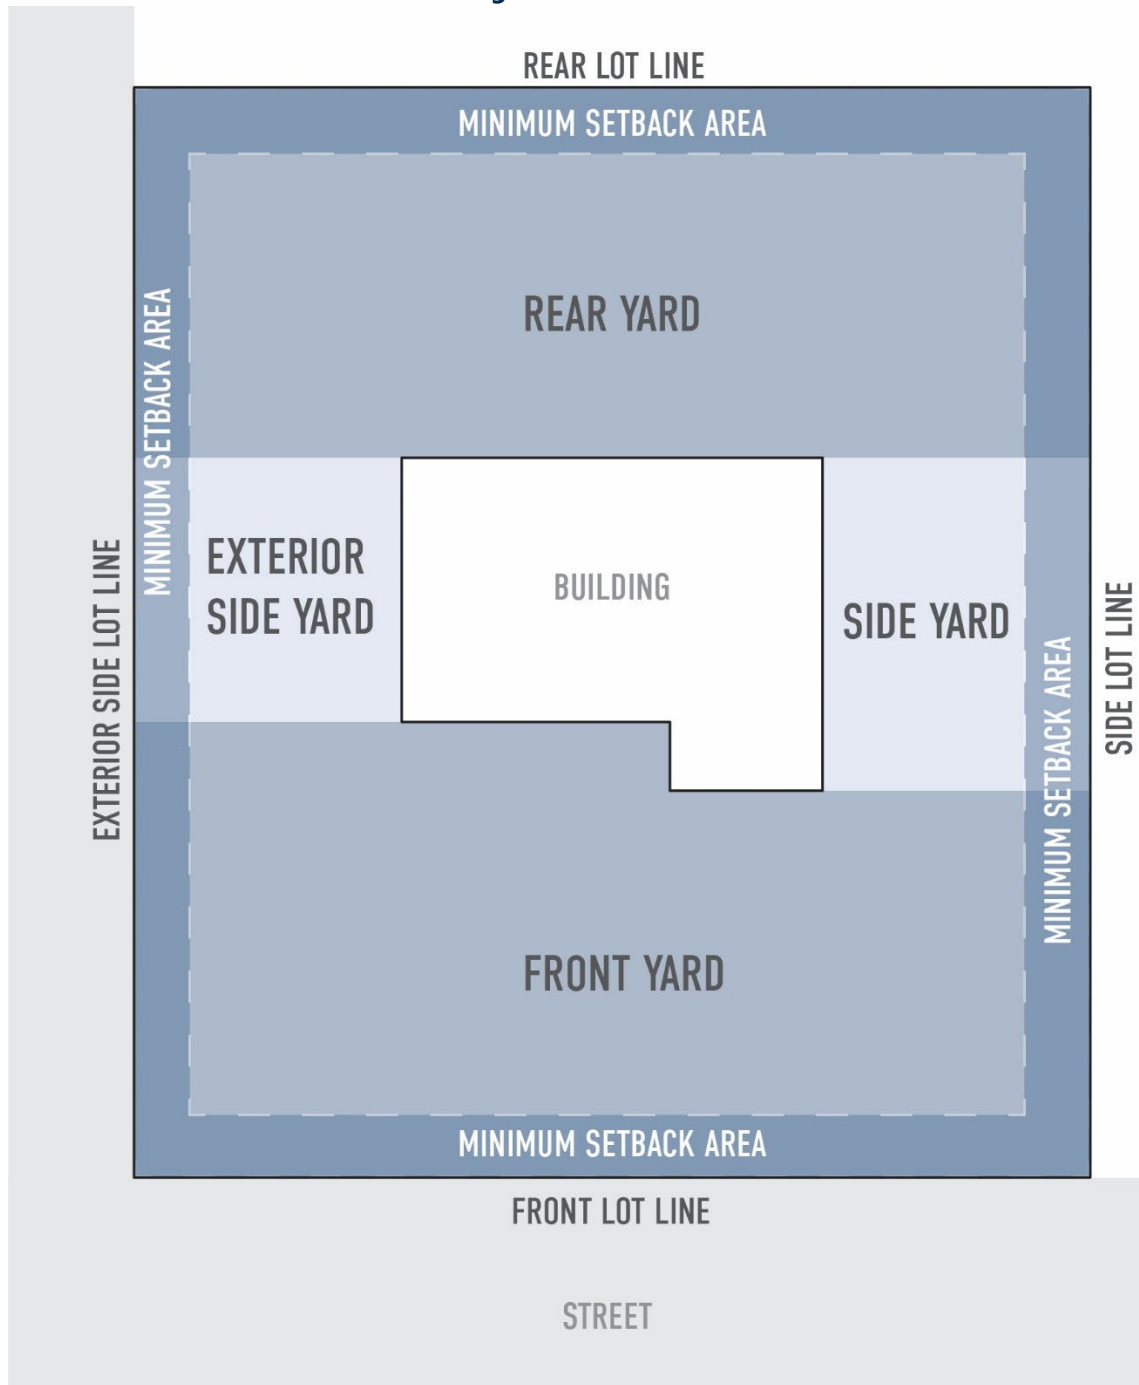 REAR LOT LINE
MINIMUM SETBACK AREA
REAR YARD
MINIMUM SETBACK AREA
EXTERIOR SIDE LOT LINE
EXTERIOR
SIDE YARD
BUILDING
SIDE YARD
SIDE LOT LINE
MINIMUM SETBACK AREA
FRONT YARD
MINIMUM SETBACK AREA
FRONT LOT LINE
STREET